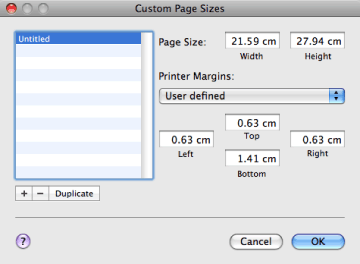 Custom Page Sizes
Untitled
Page Size: 21.59 cm 27.94 cm
Width Height
Printer Margins:
User defined
0.63 cm
Top
0.63 cm 0.63 cm
Left Right
1.41 cm
Bottom
+ − Duplicate
? Cancel OK